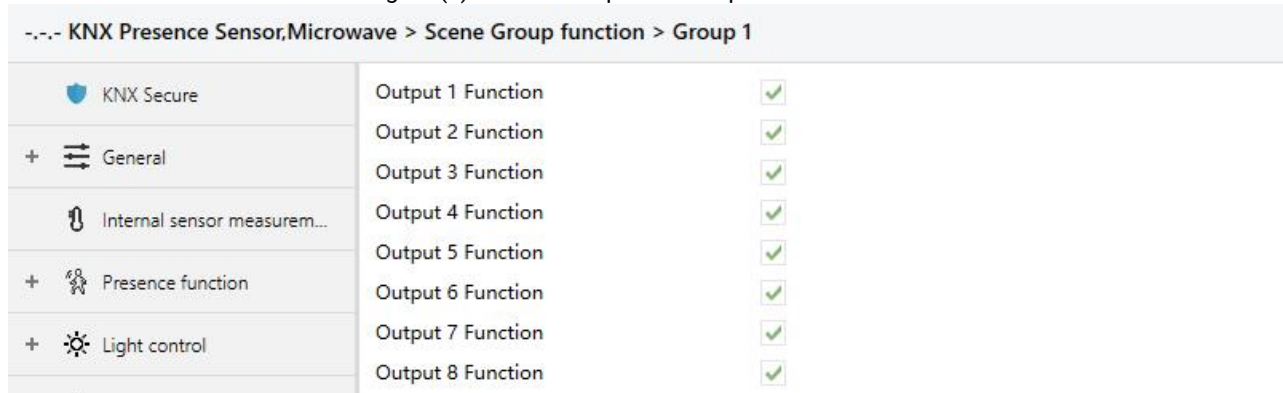 -.-.- KNX Presence Sensor,Microwave > Scene Group function > Group 1
KNX Secure
+ General
Internal sensor measurem...
+ Presence function
+ Light control
Output 1 Function
Output 2 Function
Output 3 Function
Output 4 Function
Output 5 Function
Output 6 Function
Output 7 Function
Output 8 Function